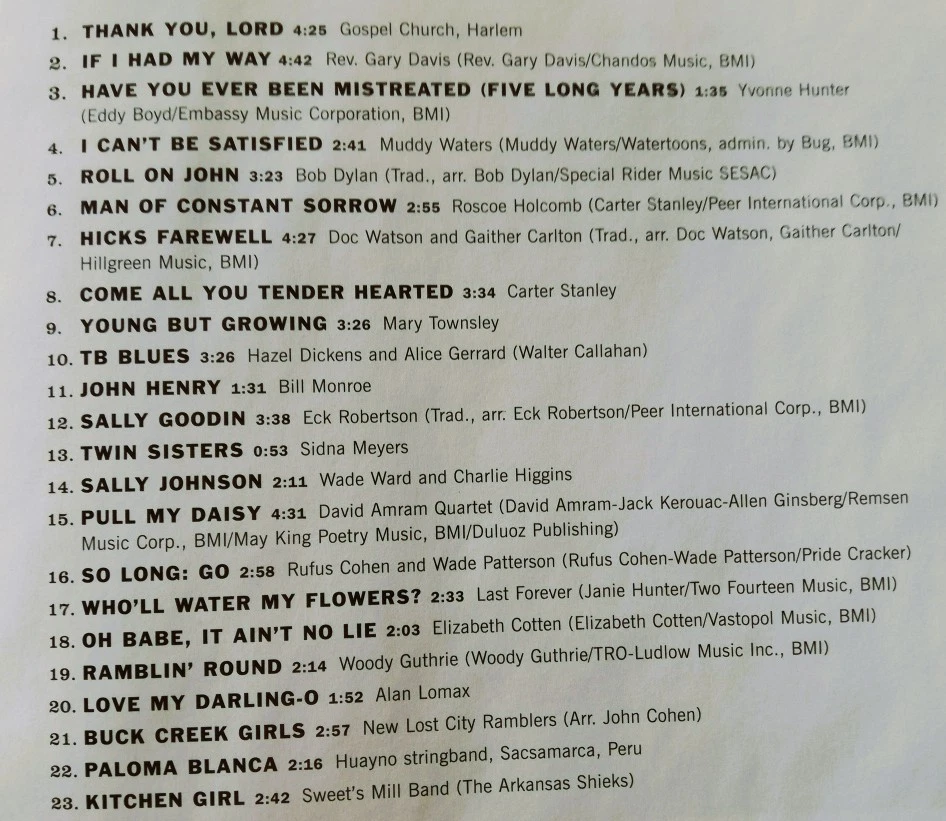 1. THANK YOU, LORD 4:25 Gospel Church, Harlem
2. IF I HAD MY WAY 4:42 Rev. Gary Davis (Rev. Gary Davis/Chandos Music, BMI)
3. HAVE YOU EVER BEEN MISTREATED (FIVE LONG YEARS) 1:35 Yvonne Hunter
(Eddy Boyd/Embassy Music Corporation, BMI)
4. I CAN'T BE SATISFIED 2:41 Muddy Waters (Muddy Waters/Watertoons, admin. by Bug, BMI)
5. ROLL ON JOHN 3:23 Bob Dylan (Trad., arr. Bob Dylan/Special Rider Music SESAC)
6. MAN OF CONSTANT SORROW 2:55 Roscoe Holcomb (Carter Stanley/Peer International Corp., BMI)
7. HICKS FAREWELL 4:27 Doc Watson and Gaither Carlton (Trad., arr. Doc Watson, Gaither Carlton/
Hillgreen Music, BMI)
8. COME ALL YOU TENDER HEARTED 3:34 Carter Stanley
9. YOUNG BUT GROWING 3:26 Mary Townsley
10. TB BLUES 3:26 Hazel Dickens and Alice Gerrard (Walter Callahan)
11. JOHN HENRY 1:31 Bill Monroe
12. SALLY GOODIN 3:38 Eck Robertson (Trad., arr. Eck Robertson/Peer International Corp., BMI)
13. TWIN SISTERS 0:53 Sidna Meyers
14. SALLY JOHNSON 2:11 Wade Ward and Charlie Higgins
15. PULL MY DAISY 4:31 David Amram Quartet (David Amram-Jack Kerouac-Allen Ginsberg/Remsen
Music Corp., BMI/May King Poetry Music, BMI/Duluoz Publishing)
16. SO LONG: GO 2:58 Rufus Cohen and Wade Patterson (Rufus Cohen-Wade Patterson/Pride Cracker)
17. WHO'LL WATER MY FLOWERS? 2:33 Last Forever (Janie Hunter/Two Fourteen Music, BMI)
18. OH BABE, IT AIN'T NO LIE 2:03 Elizabeth Cotten (Elizabeth Cotten/Vastopol Music, BMI)
19. RAMBLIN' ROUND 2:14 Woody Guthrie (Woody Guthrie/TRO-Ludlow Music Inc., BMI)
20. LOVE MY DARLING-O 1:52 Alan Lomax
21. BUCK CREEK GIRLS 2:57 New Lost City Ramblers (Arr. John Cohen)
22. PALOMA BLANCA 2:16 Huayno stringband, Sacsamarca, Peru
23. KITCHEN GIRL 2:42 Sweet's Mill Band (The Arkansas Shieks)